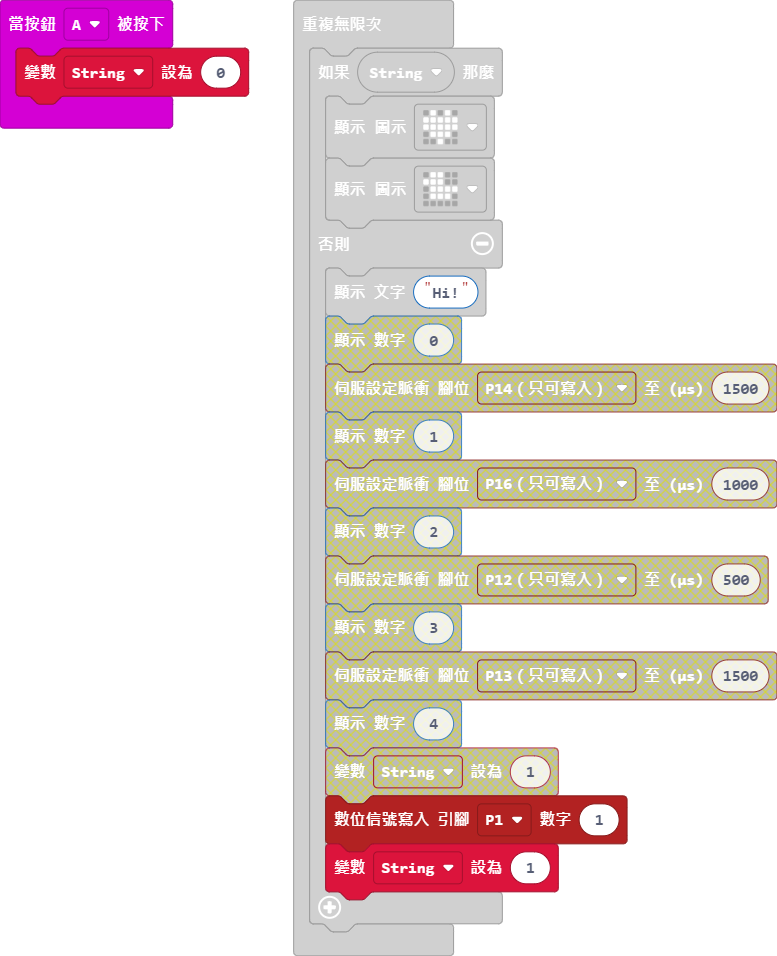 當按鈕 A 被按下
變數 String 設為 0
重複無限次
如果 String 那麼
顯示 圖示
顯示 圖示
否則
顯示 文字 "Hi!"
顯示 數字 0
伺服設定脈衝 腳位 P14（只可寫入） 至 (μs) 1500
顯示 數字 1
伺服設定脈衝 腳位 P16（只可寫入） 至 (μs) 1000
顯示 數字 2
伺服設定脈衝 腳位 P12（只可寫入） 至 (μs) 500
顯示 數字 3
伺服設定脈衝 腳位 P13（只可寫入） 至 (μs) 1500
顯示 數字 4
變數 String 設為 1
數位信號寫入 引腳 P1 數字 1
變數 String 設為 1